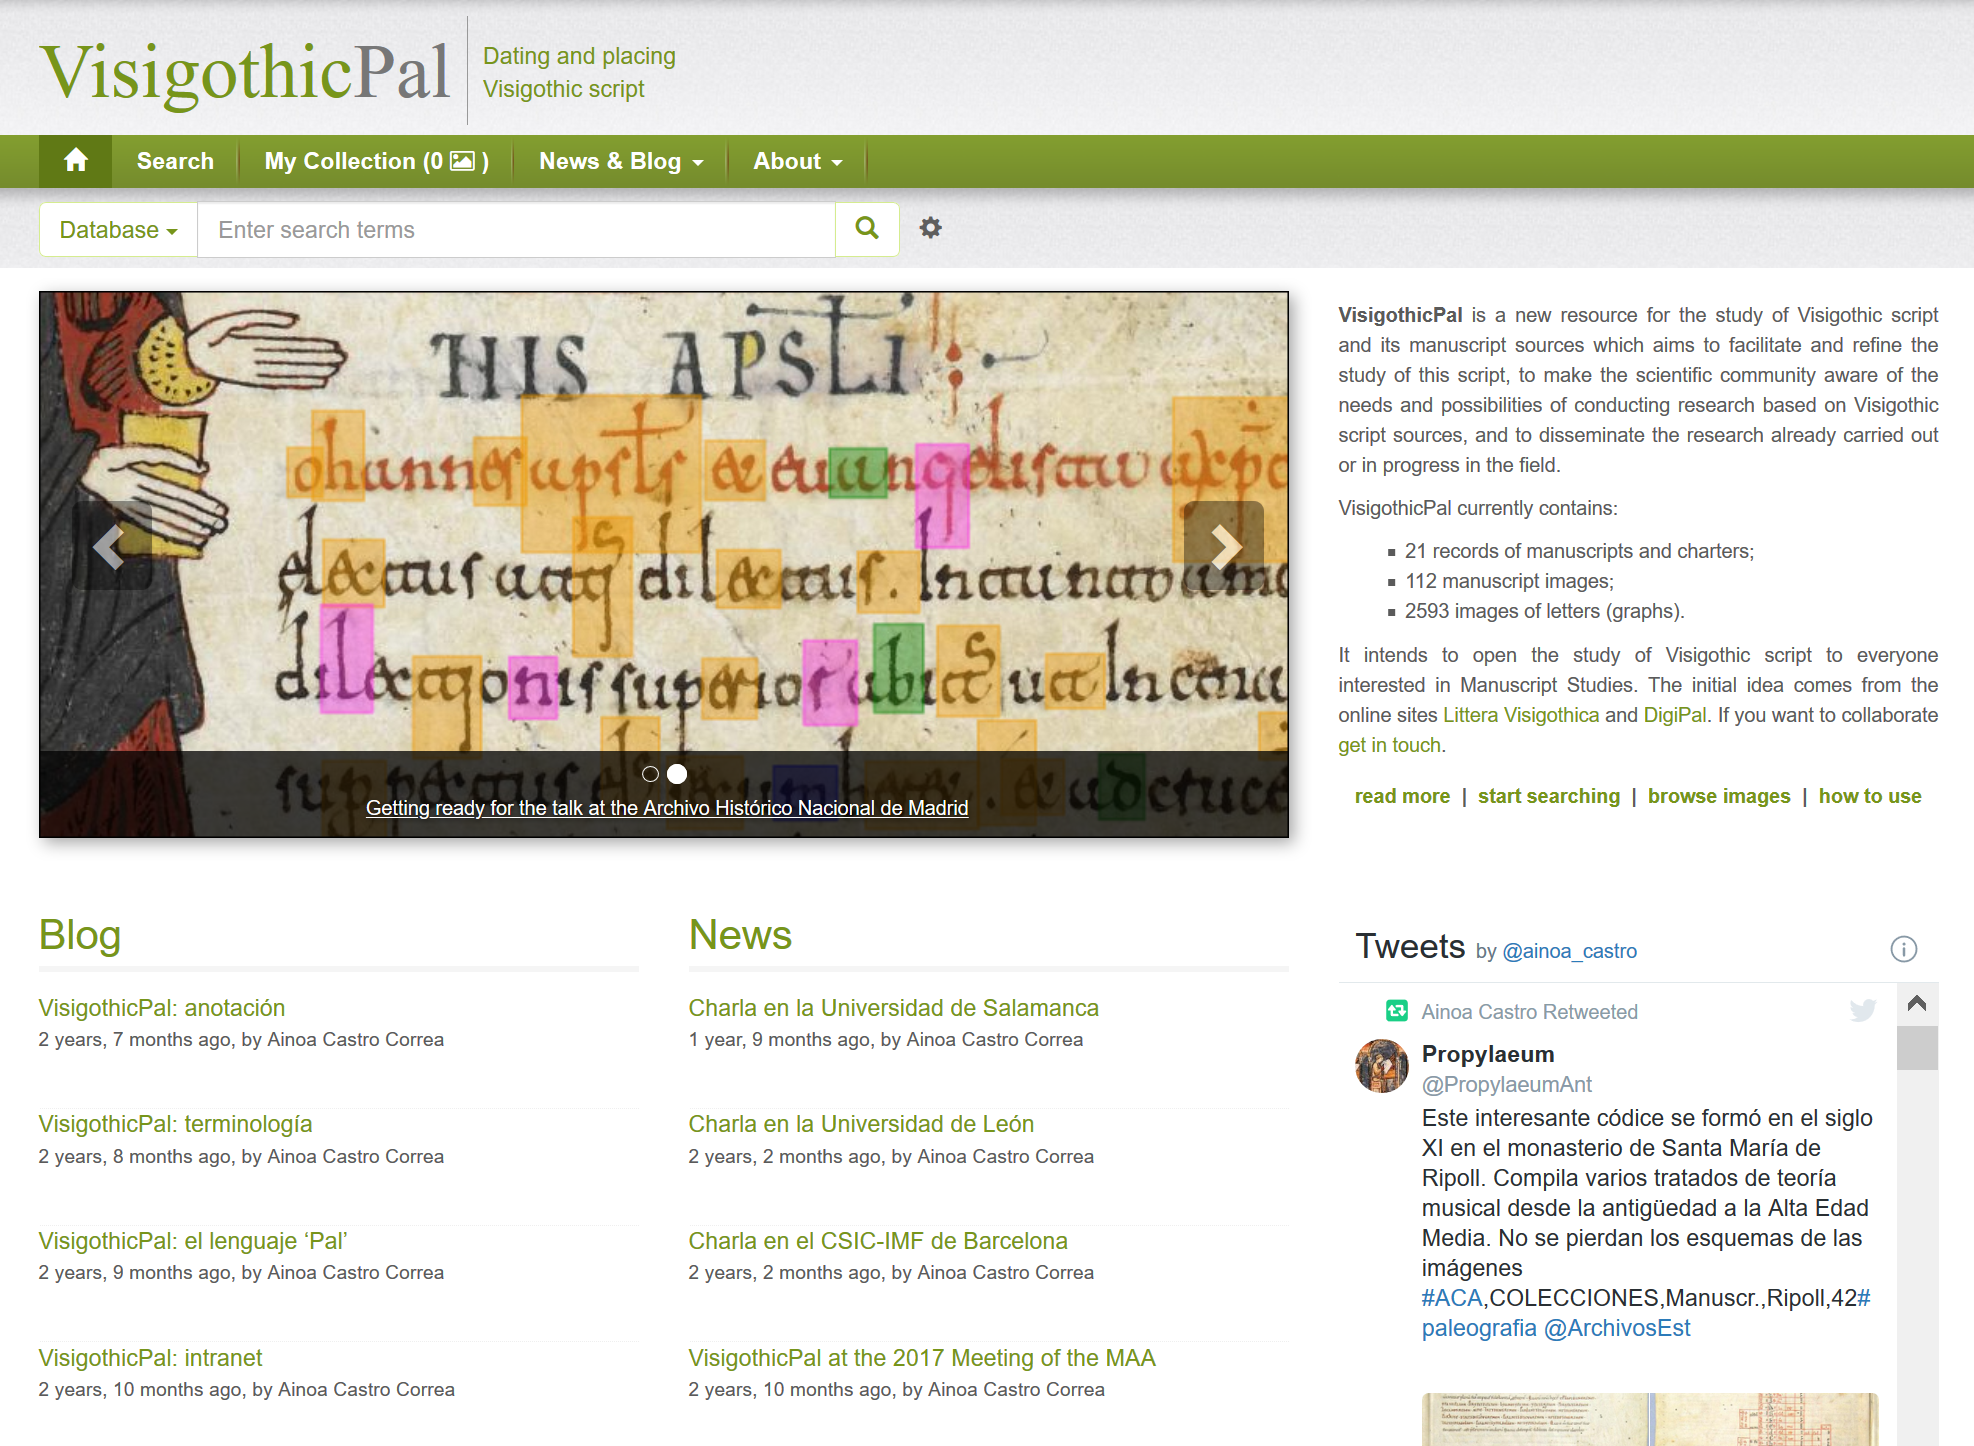 VisigothicPal
Dating and placing
Visigothic script
Search
My Collection (0 )
News & Blog
About
Database
Enter search terms
HIS APSLI
Getting ready for the talk at the Archivo Histórico Nacional de Madrid
VisigothicPal is a new resource for the study of Visigothic script
and its manuscript sources which aims to facilitate and refine the
study of this script, to make the scientific community aware of the
needs and possibilities of conducting research based on Visigothic
script sources, and to disseminate the research already carried out
or in progress in the field.
VisigothicPal currently contains:
21 records of manuscripts and charters;
112 manuscript images;
2593 images of letters (graphs).
It intends to open the study of Visigothic script to everyone
interested in Manuscript Studies. The initial idea comes from the
online sites Littera Visigothica and DigiPal. If you want to collaborate
get in touch.
read more | start searching | browse images | how to use
Blog
VisigothicPal: anotación
2 years, 7 months ago, by Ainoa Castro Correa
VisigothicPal: terminología
2 years, 8 months ago, by Ainoa Castro Correa
VisigothicPal: el lenguaje ‘Pal’
2 years, 9 months ago, by Ainoa Castro Correa
VisigothicPal: intranet
2 years, 10 months ago, by Ainoa Castro Correa
News
Charla en la Universidad de Salamanca
1 year, 9 months ago, by Ainoa Castro Correa
Charla en la Universidad de León
2 years, 2 months ago, by Ainoa Castro Correa
Charla en el CSIC-IMF de Barcelona
2 years, 2 months ago, by Ainoa Castro Correa
VisigothicPal at the 2017 Meeting of the MAA
2 years, 10 months ago, by Ainoa Castro Correa
Tweets by @ainoa_castro
Ainoa Castro Retweeted
Propylaeum
@PropylaeumAnt
Este interesante códice se formó en el siglo
XI en el monasterio de Santa María de
Ripoll. Compila varios tratados de teoría
musical desde la antigüedad a la Alta Edad
Media. No se pierdan los esquemas de las
imágenes
#ACA,COLECCIONES,Manuscr.,Ripoll,42#
paleografia @ArchivosEst